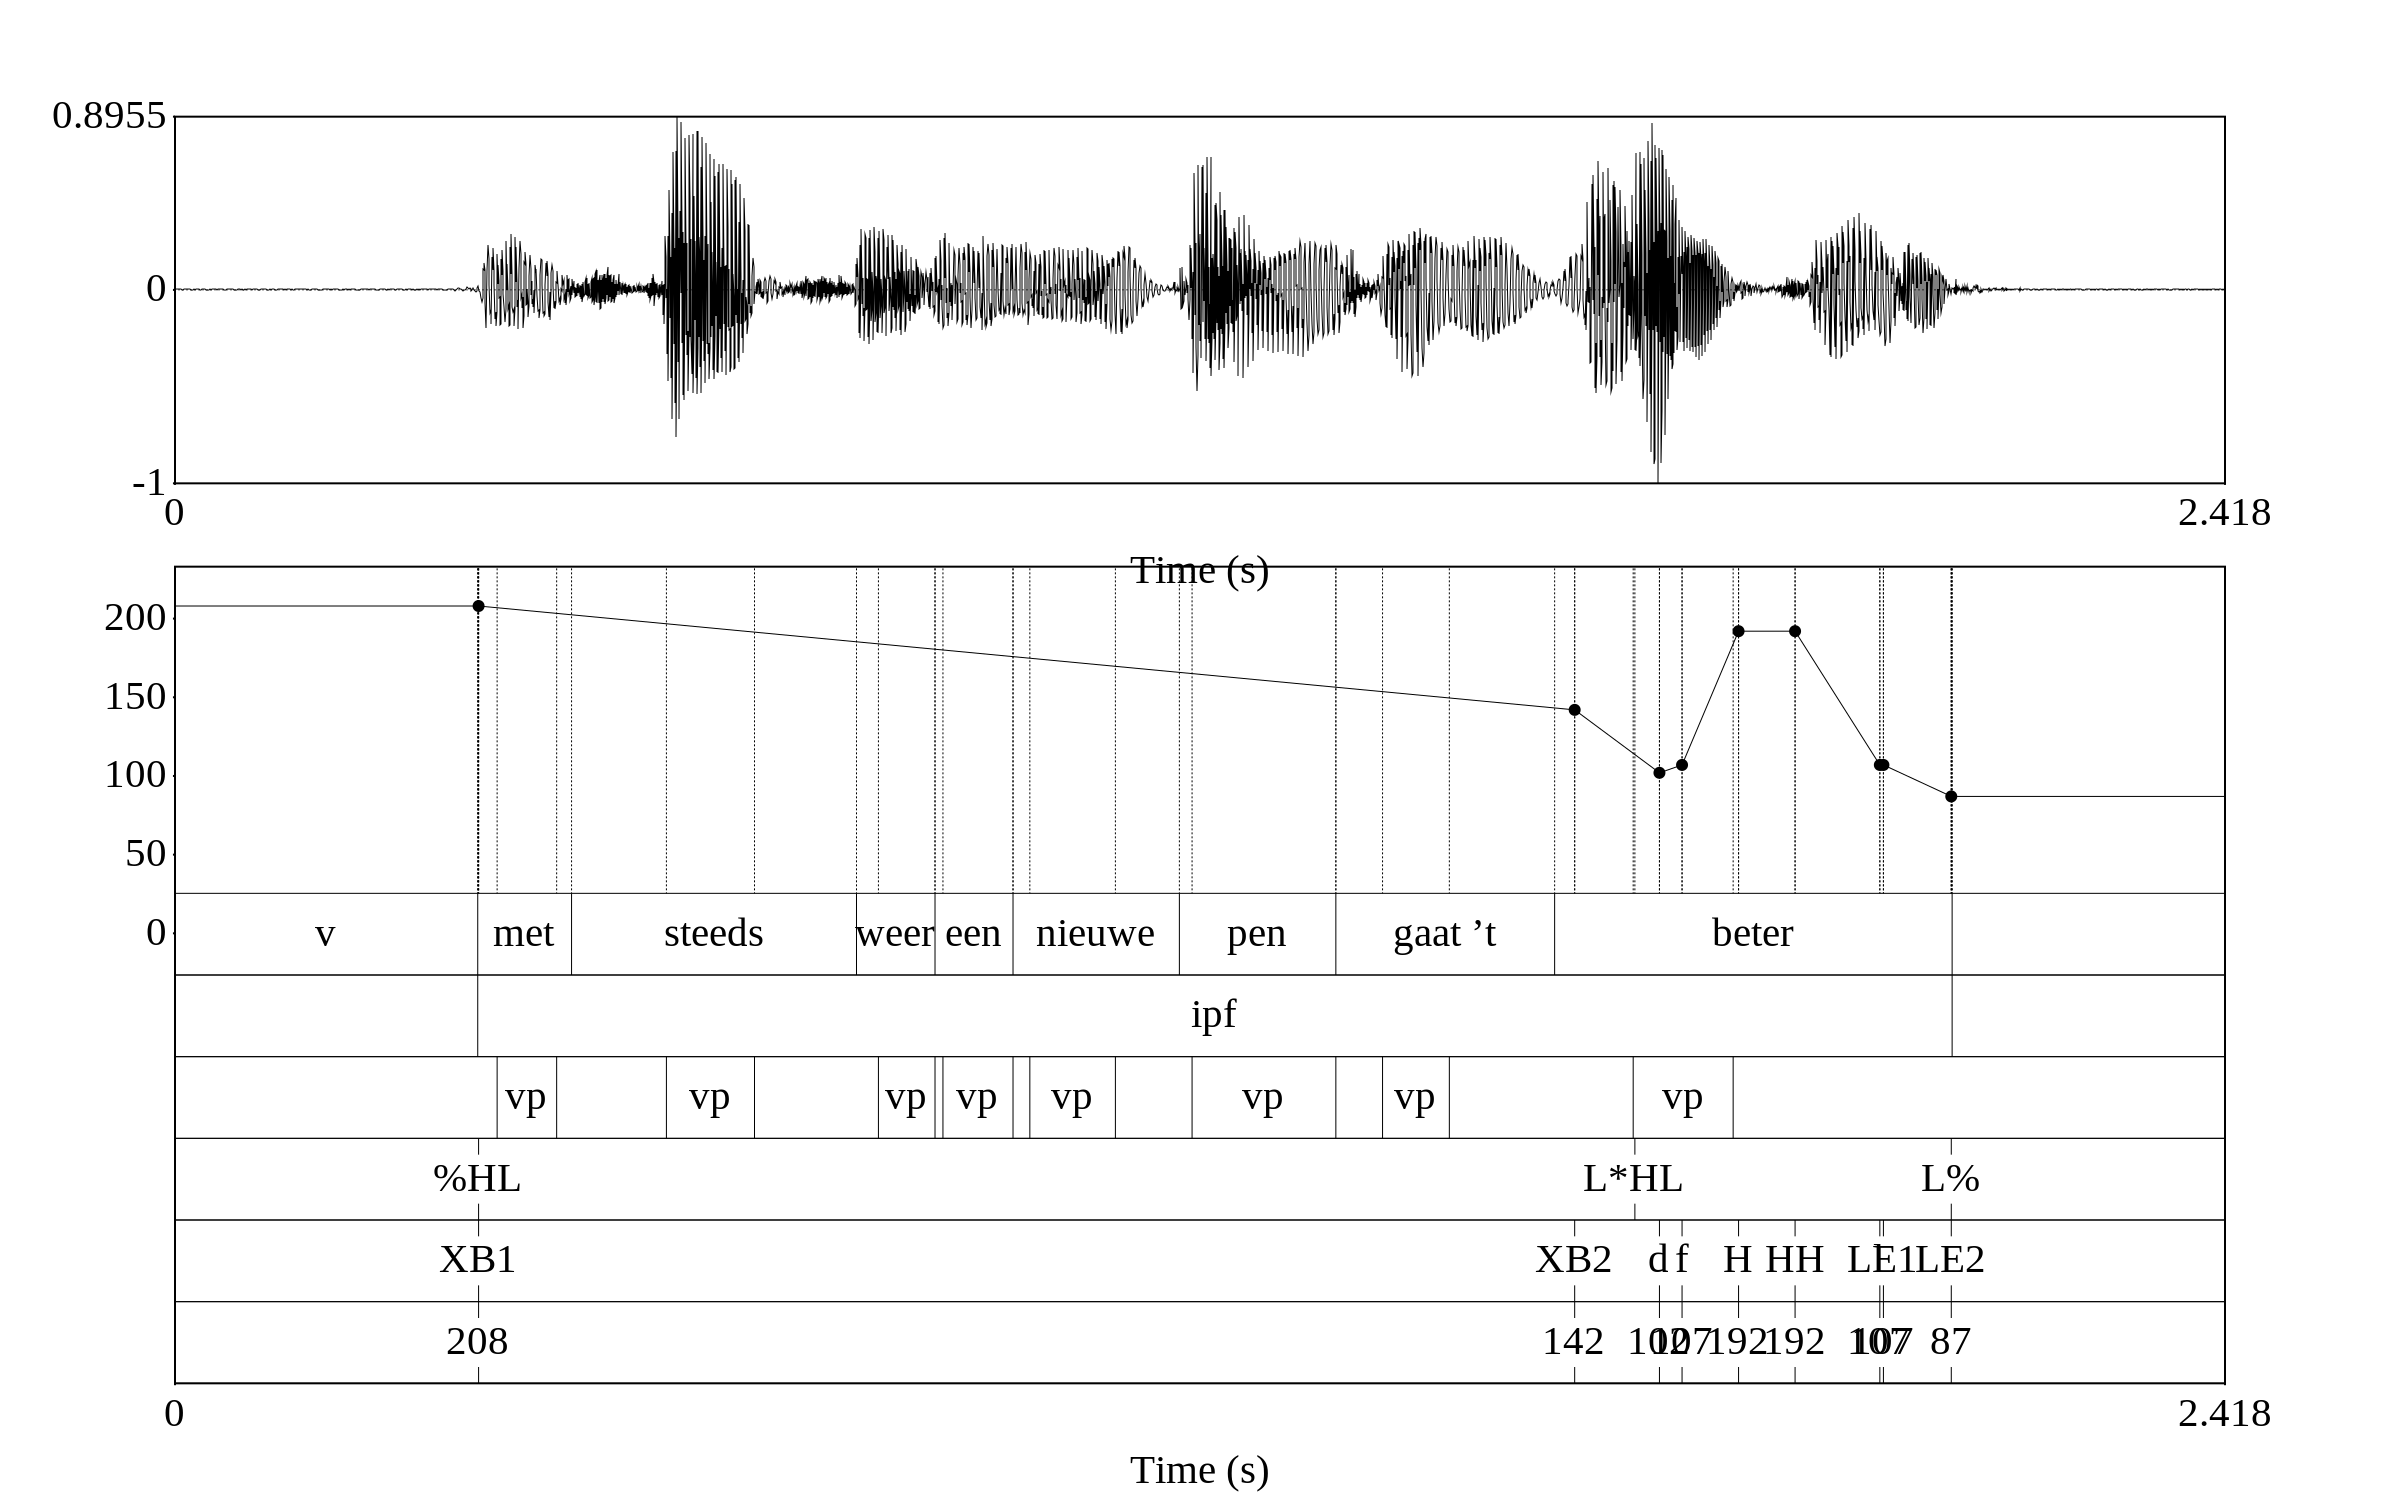 0.8955
0
-1
0 2.418
Time (s)
200
150
100
50
0
v met steeds weer een nieuwe pen gaat ’t beter
ipf
vp vp vp vp vp vp vp vp
%HL L*HL L%
XB1 XB2 d f H HH LE1 LE2
208 142 102 107 192 192 107 107 87
0 2.418
Time (s)